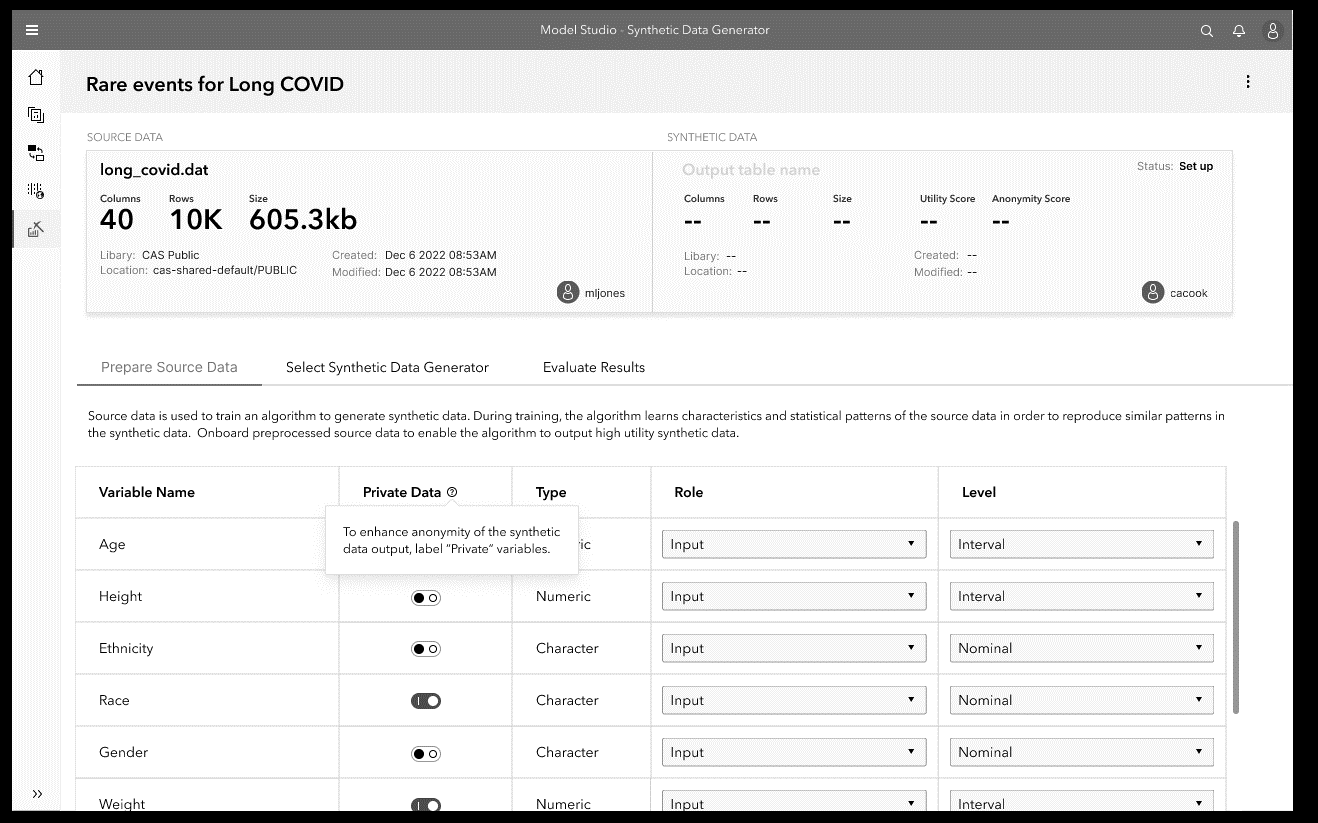 Model Studio - Synthetic Data Generator
Rare events for Long COVID
SOURCE DATA
long_covid.dat
Columns Rows Size
40 10K 605.3kb
Libary: CAS Public
Location: cas-shared-default/PUBLIC
Created: Dec 6 2022 08:53AM
Modified: Dec 6 2022 08:53AM
mljones
SYNTHETIC DATA
Output table name
Status: Set up
Columns Rows Size Utility Score Anonymity Score
-- -- -- -- --
Libary: --
Location: --
Created: --
Modified: --
cacook
Prepare Source Data Select Synthetic Data Generator Evaluate Results
Source data is used to train an algorithm to generate synthetic data. During training, the algorithm learns characteristics and statistical patterns of the source data in order to reproduce similar patterns in
the synthetic data. Onboard preprocessed source data to enable the algorithm to output high utility synthetic data.
Variable Name Private Data ? Type Role Level
To enhance anonymity of the synthetic
data output, label “Private” variables.
Age ic Input Interval
Height Numeric Input Interval
Ethnicity Character Input Nominal
Race Character Input Nominal
Gender Character Input Nominal
Weight Numeric Input Interval